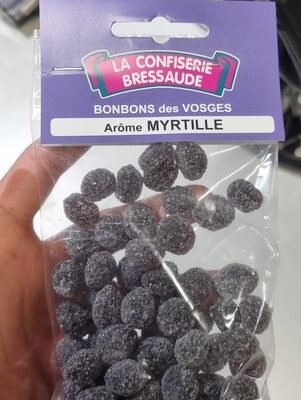 LA CONFISERIE
BRESSAUDE
BONBONS des VOSGES
Arôme MYRTILLE